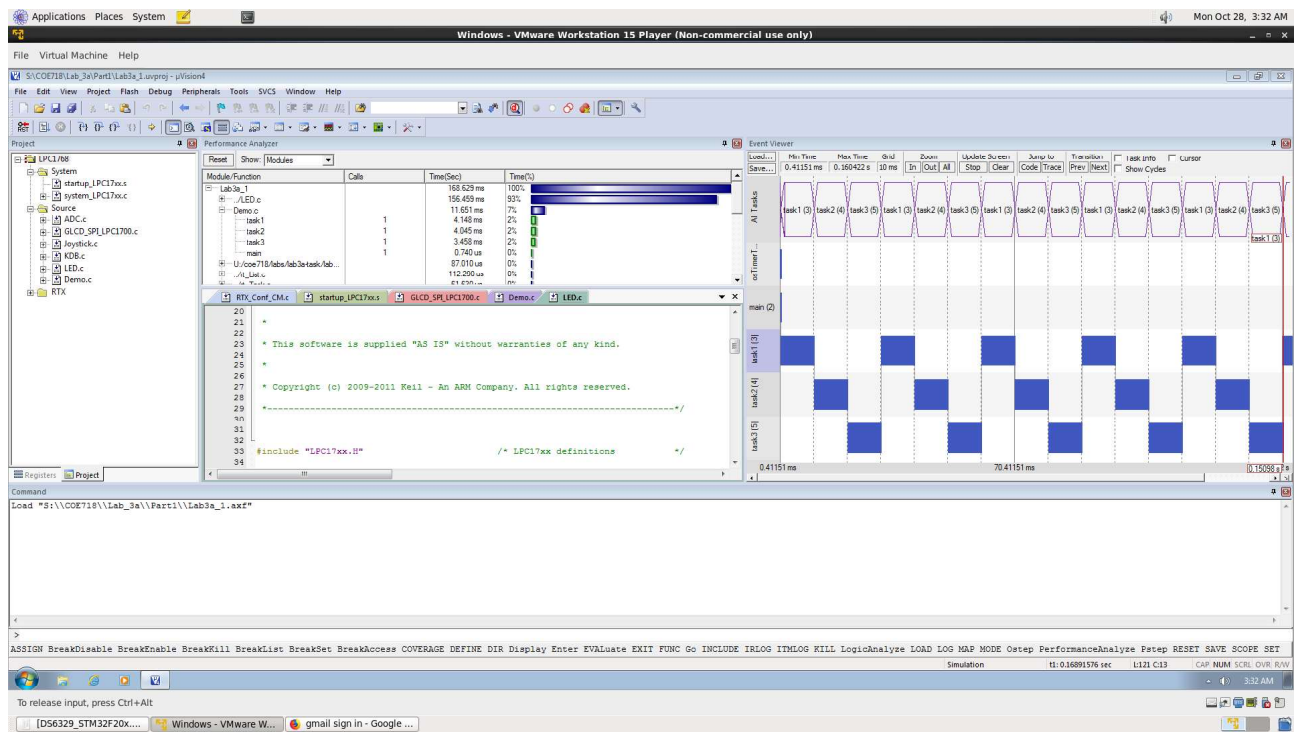 Applications Places System Mon Oct 28, 3:32 AM
Windows - VMware Workstation 15 Player (Non-commercial use only)
File Virtual Machine Help
S:\COE718\Lab_3a\Part1\Lab3a_1.uvproj - µVision4
File Edit View Project Flash Debug Peripherals Tools SVCS Window Help
Project
LPC1768
System
startup_LPC17xx.s
system_LPC17xx.c
Source
ADC.c
GLCD_SPI_LPC1700.c
Joystick.c
KDB.c
LED.c
Demo.c
RTX
Registers Project
Performance Analyzer
Reset Show: Modules
Module/Function Calls Time(Sec) Time(%)
Lab3a_1 168.629 ms 100%
../LED.c 156.459 ms 93%
Demo.c 11.651 ms 7%
task1 1 4.148 ms 2%
task2 1 4.045 ms 2%
task3 1 3.458 ms 2%
main 1 0.740 us 0%
U:/coe718/labs/lab3a-task/lab... 87.010 us 0%
../rt_List.c 112.290 us 0%
RTX_Conf_CM.c startup_LPC17xx.s GLCD_SPI_LPC1700.c Demo.c LED.c
20
21 *
22
23 * This software is supplied "AS IS" without warranties of any kind.
24
25 *
26
27 * Copyright (c) 2009-2011 Keil - An ARM Company. All rights reserved.
28
29 *----------------------------------------------------------------------------*/
30
31
32
33 #include "LPC17xx.H" /* LPC17xx definitions */
34
Event Viewer
Load... Min Time Max Time Grid Zoom Update Screen Jump to Transition Task Info Cursor
Save... 0.41151 ms 0.160422 s 10 ms In Out All Stop Clear Code Trace Prev Next Show Cycles
All Tasks
task1 (3) task2 (4) task3 (5) task1 (3) task2 (4) task3 (5) task1 (3) task2 (4) task3 (5) task1 (3) task2 (4) task3 (5) task1 (3) task2 (4) task3 (5)
task1 (3)
osTimerT...
main (2)
task1 (3)
task2 (4)
task3 (5)
0.41151 ms 70.41151 ms 0.15098 s
Command
Load "S:\\COE718\\Lab_3a\\Part1\\Lab3a_1.axf"
>
ASSIGN BreakDisable BreakEnable BreakKill BreakList BreakSet BreakAccess COVERAGE DEFINE DIR Display Enter EVALuate EXIT FUNC Go INCLUDE IRLOG ITMLOG KILL LogicAnalyze LOAD LOG MAP MODE Ostep PerformanceAnalyze Pstep RESET SAVE SCOPE SET
Simulation t1: 0.16891576 sec L:121 C:13 CAP NUM SCRL OVR R/W
3:32 AM
To release input, press Ctrl+Alt
[DS6329_STM32F20x.... Windows - VMware W... gmail sign in - Google ...